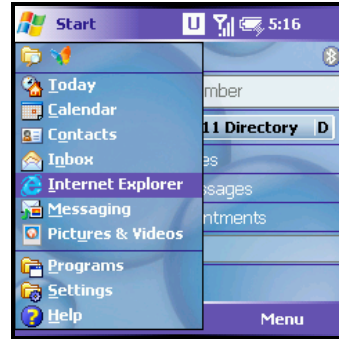 Start U 5:16
Today
mber
Calendar
Contacts
11 Directory D
Inbox
es
Internet Explorer
ssages
Messaging
ntments
Pictures & Videos
Programs
Settings
Help
Menu